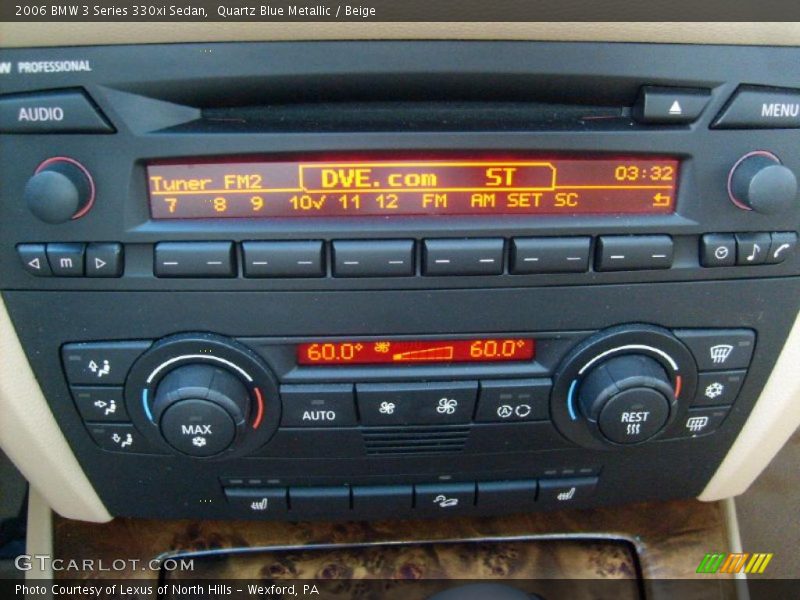 2006 BMW 3 Series 330xi Sedan,  Quartz Blue Metallic / Beige
PROFESSIONAL
AUDIO
MENU
Tuner FM2 DVE.com ST 03:32
7 8 9 10✓ 11 12 FM AM SET SC
m
60.0° 60.0°
MAX
AUTO
A
REST
GTCARLOT.COM
Photo Courtesy of Lexus of North Hills – Wexford, PA